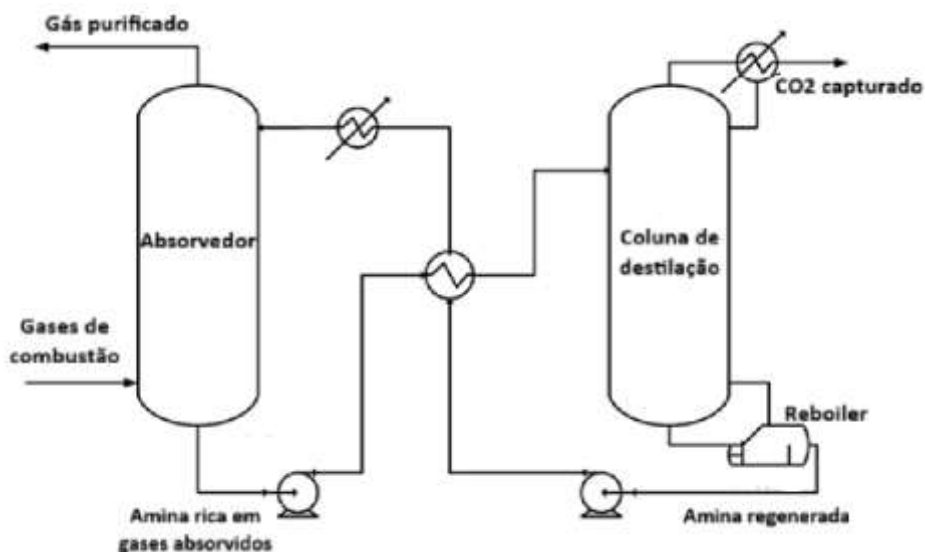 Gás purificado
CO2 capturado
Absorvedor
Coluna de
destilação
Gases de
combustão
Reboiler
Amina rica em
gases absorvidos
Amina regenerada